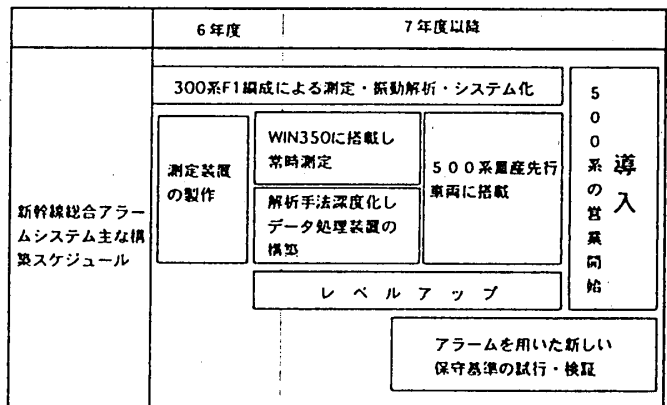 6年度
7年度以降
新幹線総合アラー
ムシステム主な構
築スケジュール
300系F1編成による測定・振動解析・システム化
測定装置
の製作
WIN350に搭載し
常時測定
解析手法深度化し
データ処理装置の
構築
500系量産先行
車両に搭載
レベルアップ
アラームを用いた新しい
保守基準の試行・検証
500系の営業開始
導入